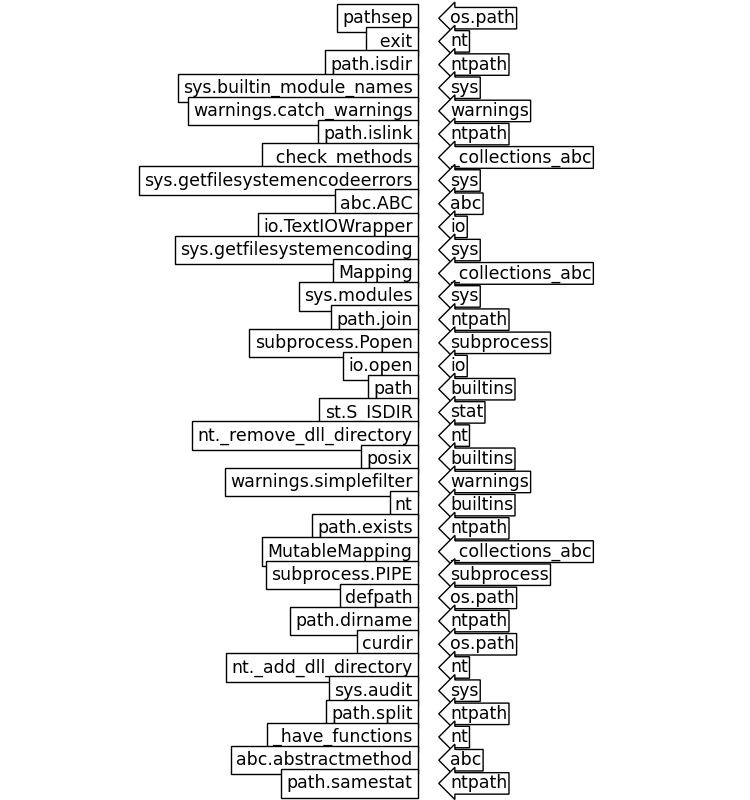 pathsep os.path
exit nt
path.isdir ntpath
sys.builtin_module_names sys
warnings.catch_warnings warnings
path.islink ntpath
_check_methods _collections_abc
sys.getfilesystemencodeerrors sys
abc.ABC abc
io.TextIOWrapper io
sys.getfilesystemencoding sys
Mapping _collections_abc
sys.modules sys
path.join ntpath
subprocess.Popen subprocess
io.open io
path builtins
st.S_ISDIR stat
nt._remove_dll_directory nt
posix builtins
warnings.simplefilter warnings
nt builtins
path.exists ntpath
MutableMapping _collections_abc
subprocess.PIPE subprocess
defpath os.path
path.dirname ntpath
curdir os.path
nt._add_dll_directory nt
sys.audit sys
path.split ntpath
_have_functions nt
abc.abstractmethod abc
path.samestat ntpath